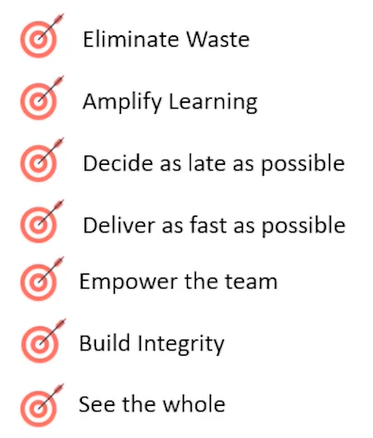 Eliminate Waste
Amplify Learning
Decide as late as possible
Deliver as fast as possible
Empower the team
Build Integrity
See the whole